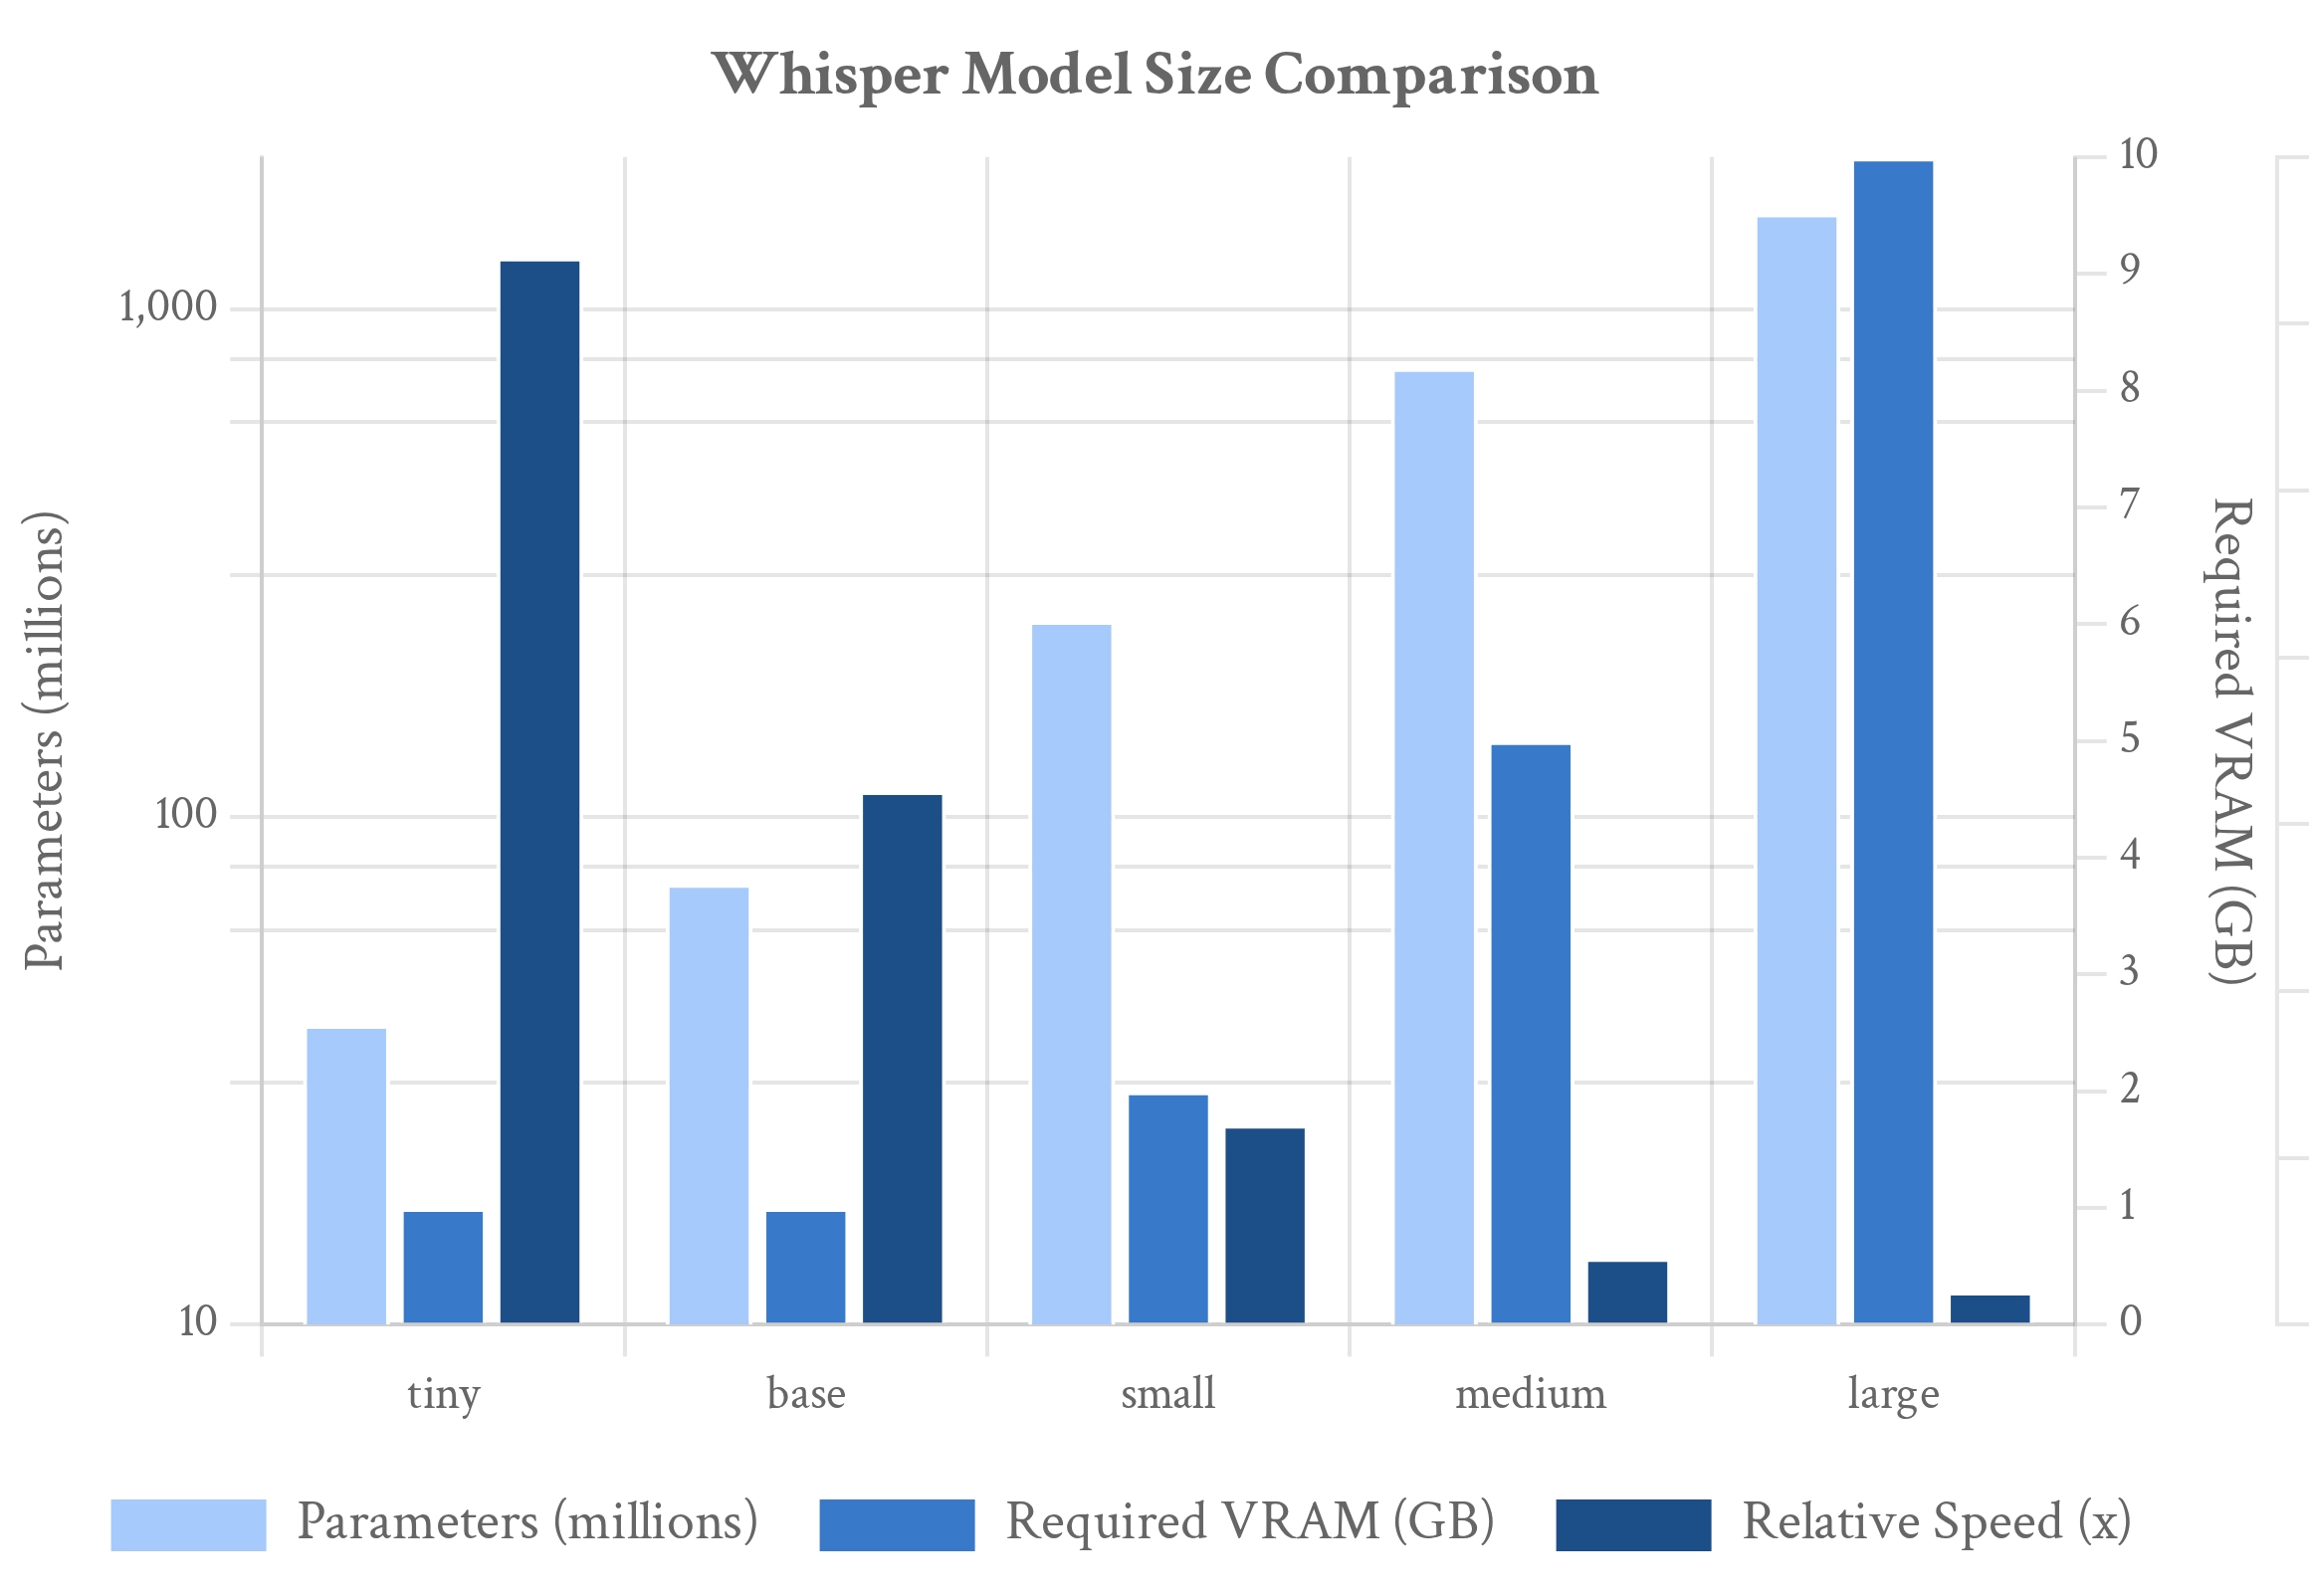 Whisper Model Size Comparison
Parameters (millions)
1,000
100
10
10
9
8
7
6
5
4
3
2
1
0
Required VRAM (GB)
tiny base small medium large
Parameters (millions) Required VRAM (GB) Relative Speed (x)